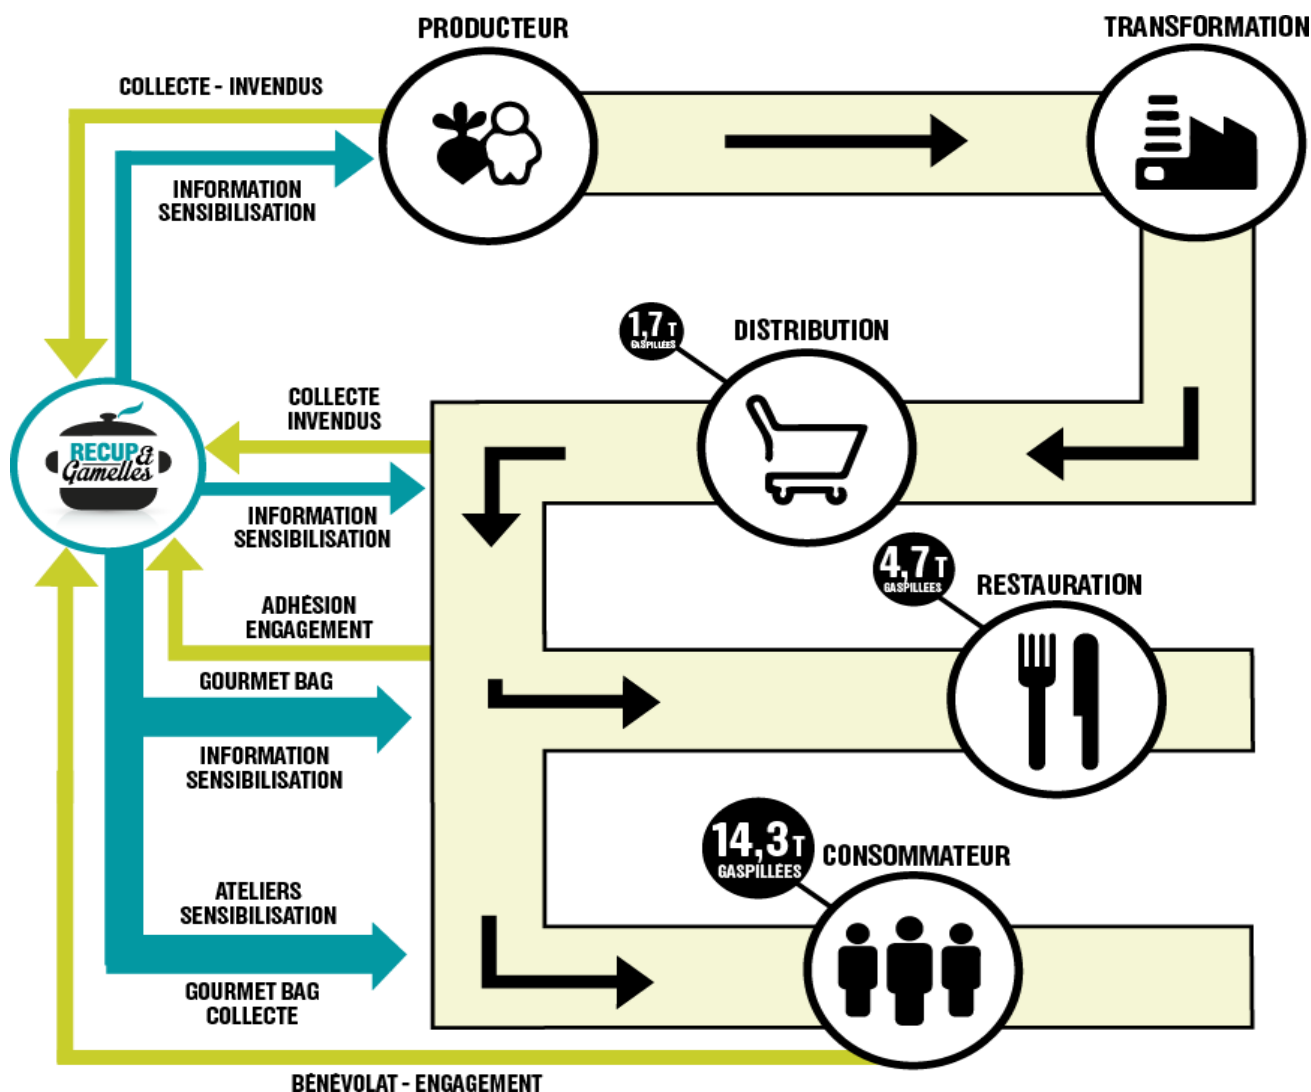 PRODUCTEUR
TRANSFORMATION
COLLECTE - INVENDUS
INFORMATION
SENSIBILISATION
1,7 T
GASPILLÉES
DISTRIBUTION
COLLECTE
INVENDUS
RECUP &
Gamelles
INFORMATION
SENSIBILISATION
4,7 T
GASPILLEES
RESTAURATION
ADHÉSION
ENGAGEMENT
GOURMET BAG
INFORMATION
SENSIBILISATION
14,3 T
GASPILLÉES
CONSOMMATEUR
ATELIERS
SENSIBILISATION
GOURMET BAG
COLLECTE
BÉNÉVOLAT - ENGAGEMENT